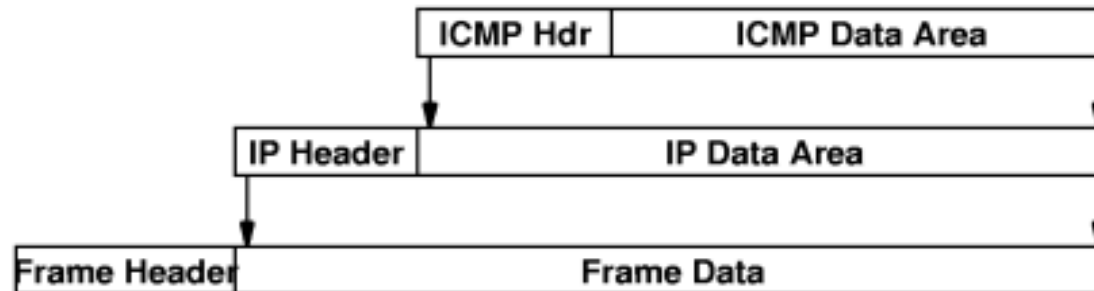 ICMP Hdr ICMP Data Area
IP Header IP Data Area
Frame Header Frame Data